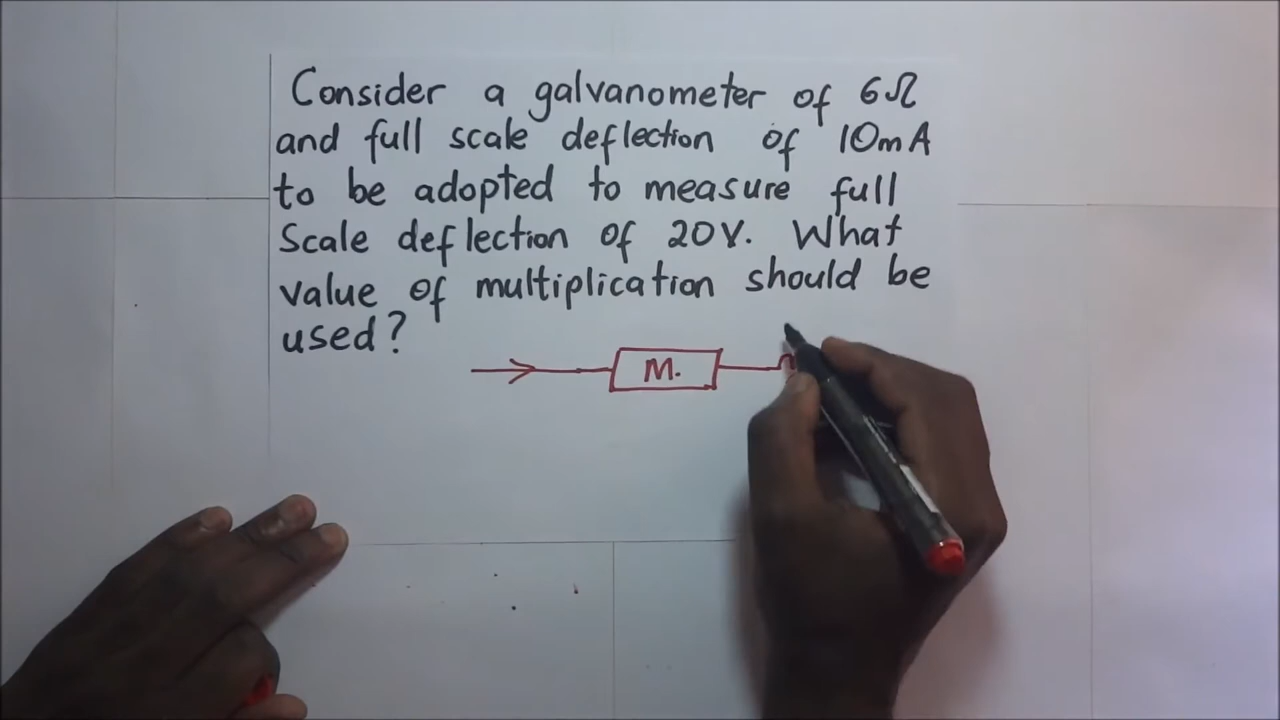 Consider a galvanometer of 6Ω
and full scale deflection of 10mA
to be adopted to measure full
Scale deflection of 20V. What
value of multiplication should be
used?
M.